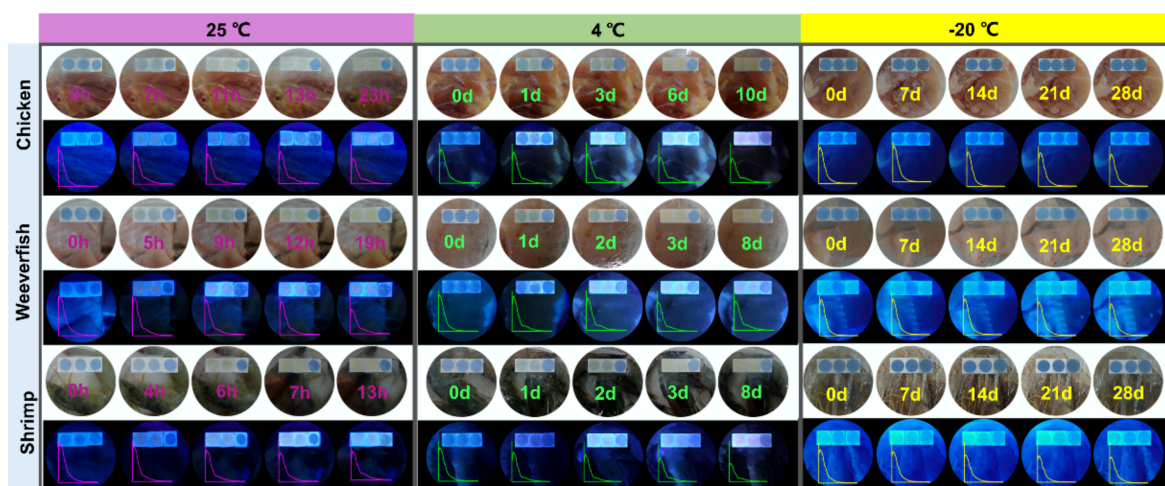 25 ℃ 4 ℃ -20 ℃
Chicken
0h 7h 11h 13h 23h 0d 1d 3d 6d 10d 0d 7d 14d 21d 28d
Weeverfish
0h 5h 9h 12h 19h 0d 1d 2d 3d 8d 0d 7d 14d 21d 28d
Shrimp
0h 4h 6h 7h 13h 0d 1d 2d 3d 8d 0d 7d 14d 21d 28d